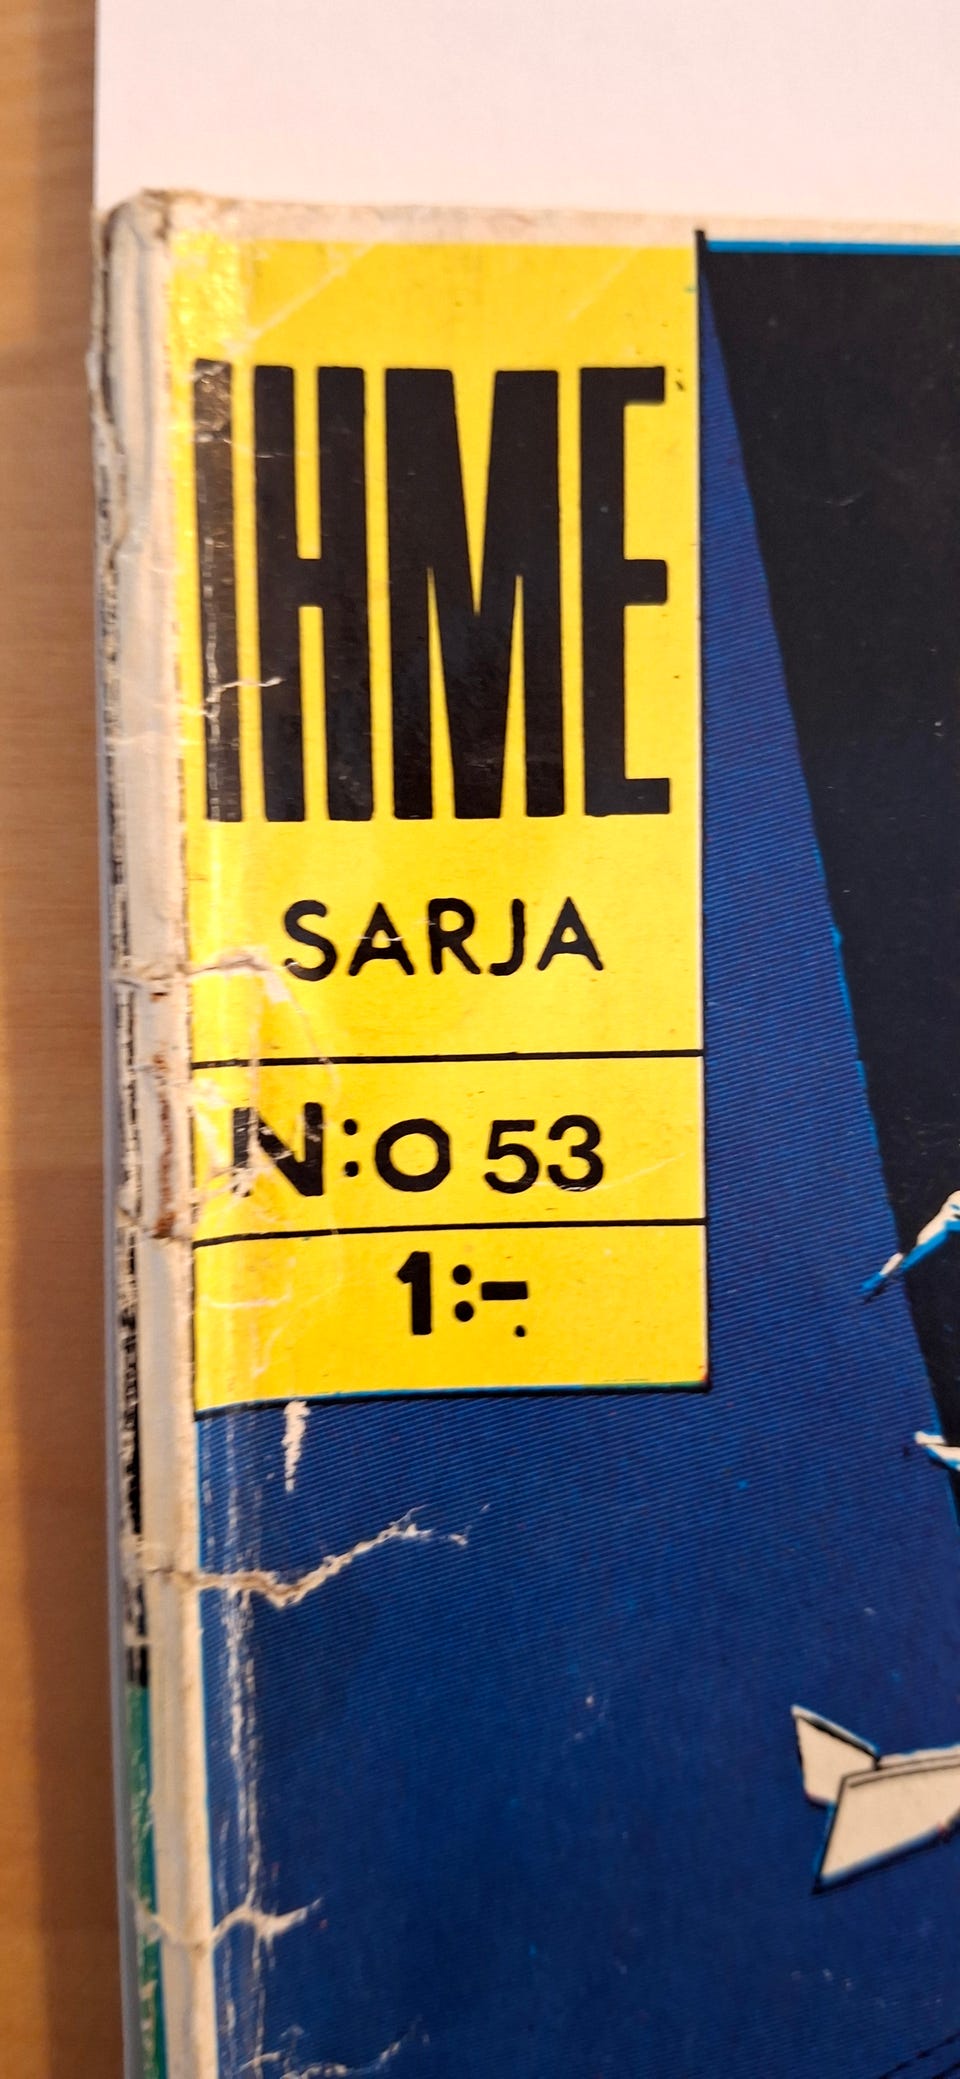 IHME
SARJA
N:O 53
1:-